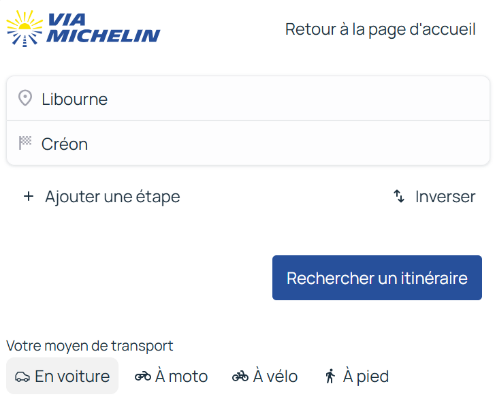 VIA
MICHELIN
Retour à la page d'accueil
Libourne
Créon
+ Ajouter une étape
Inverser
Rechercher un itinéraire
Votre moyen de transport
En voiture À moto À vélo À pied